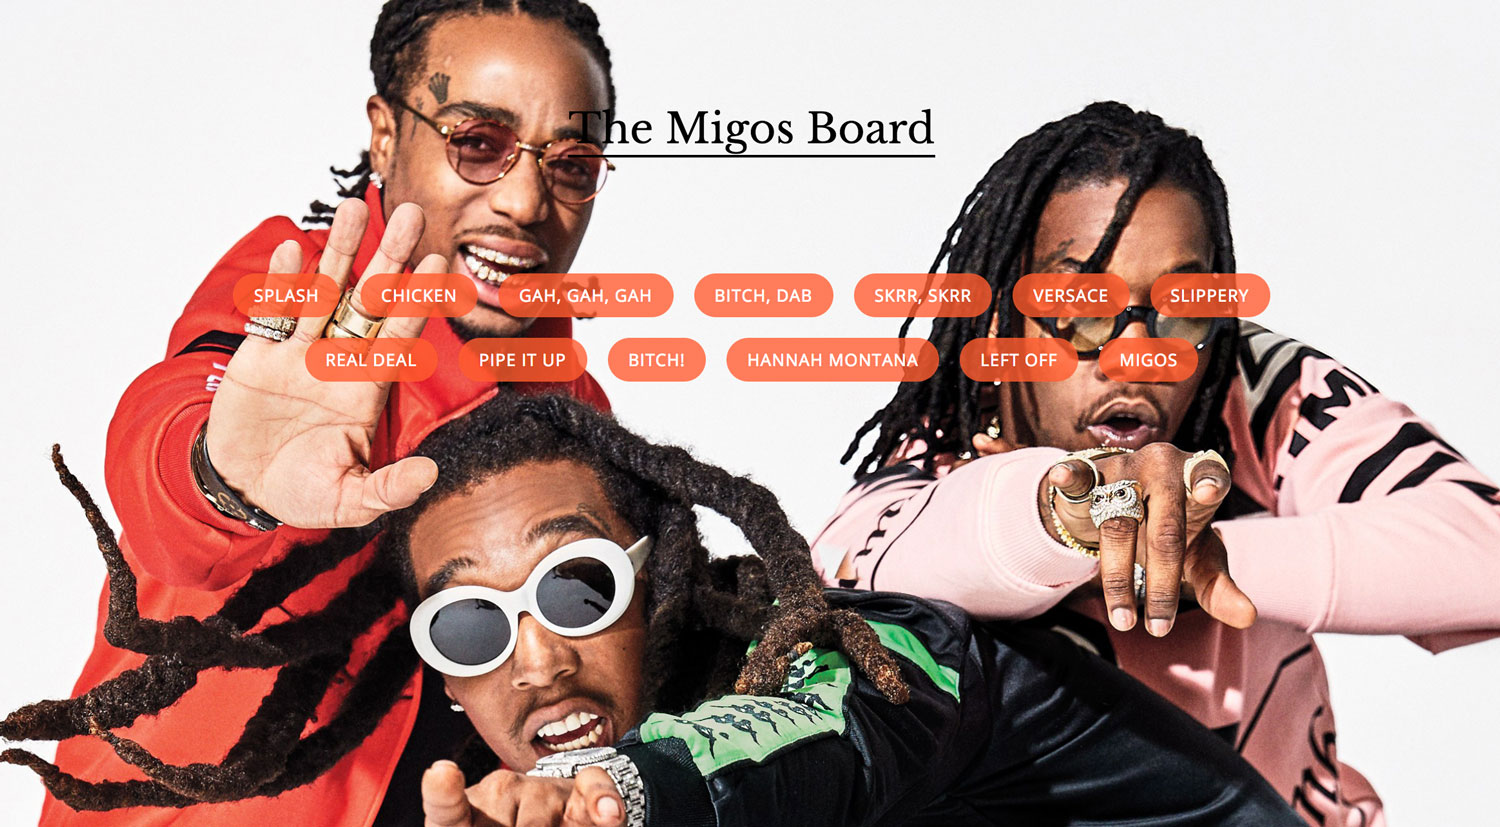 The Migos Board
SPLASH CHICKEN GAH, GAH, GAH BITCH, DAB SKRR, SKRR VERSACE SLIPPERY
REAL DEAL PIPE IT UP BITCH! HANNAH MONTANA LEFT OFF MIGOS